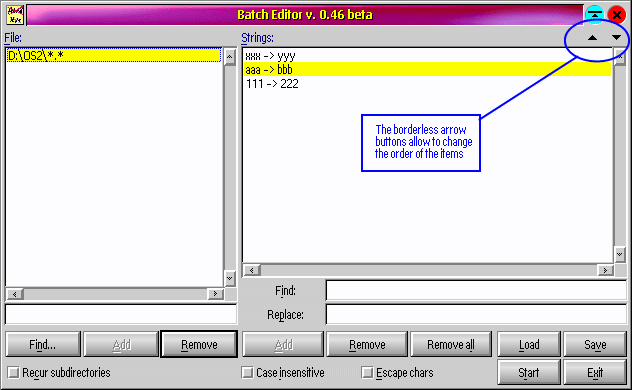 Batch Editor v. 0.46 beta
File:
Strings:
D:\OS2\*.*
xxx -> yyy
aaa -> bbb
111 -> 222
The borderless arrow
buttons allow to change
the order of the items
Find:
Replace:
Find...
Add
Remove
Add
Remove
Remove all
Load
Save
Recur subdirectories
Case insensitive
Escape chars
Start
Exit